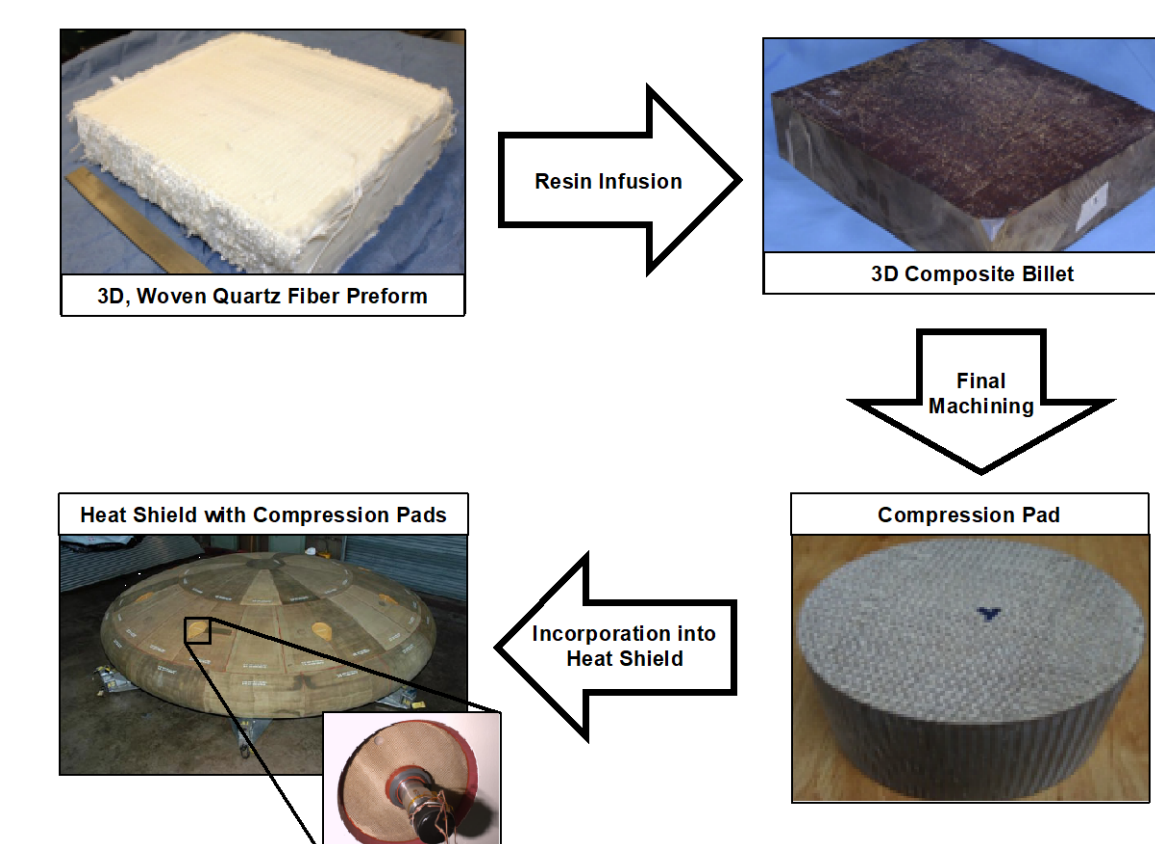 3D, Woven Quartz Fiber Preform
Resin Infusion
3D Composite Billet
Final
Machining
Compression Pad
Incorporation into
Heat Shield
Heat Shield with Compression Pads